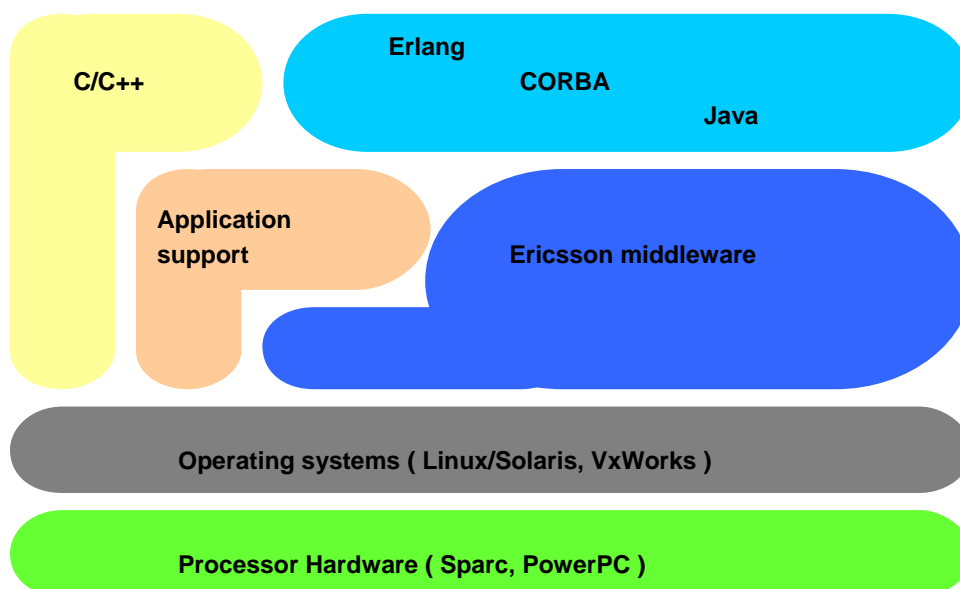 Erlang
C/C++
CORBA
Java
Application
support
Ericsson middleware
Operating systems ( Linux/Solaris, VxWorks )
Processor Hardware ( Sparc, PowerPC )